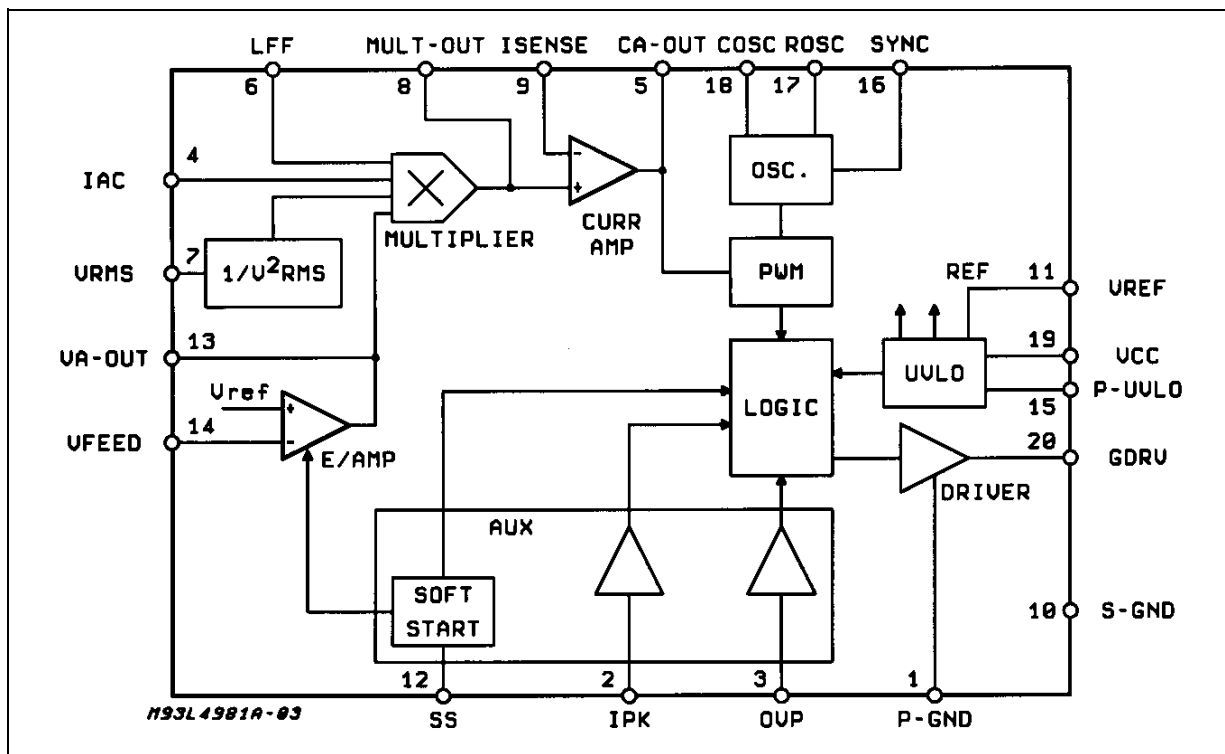 LFF MULT-OUT ISENSE CA-OUT COSC ROSC SYNC
6 8 9 5 18 17 16
4
IAC
OSC.
CURR
AMP
MULTIPLIER
7
VRMS
1/V²RMS
PWM
REF 11
VREF
13
VA-OUT
19
VCC
UVLO
P-UVLO
15
Vref
LOGIC
14
VFEED
E/AMP
20
GDRV
DRIVER
AUX
SOFT
START
10 S-GND
12 2 3 1
M93L4981A-03
SS IPK OVP P-GND